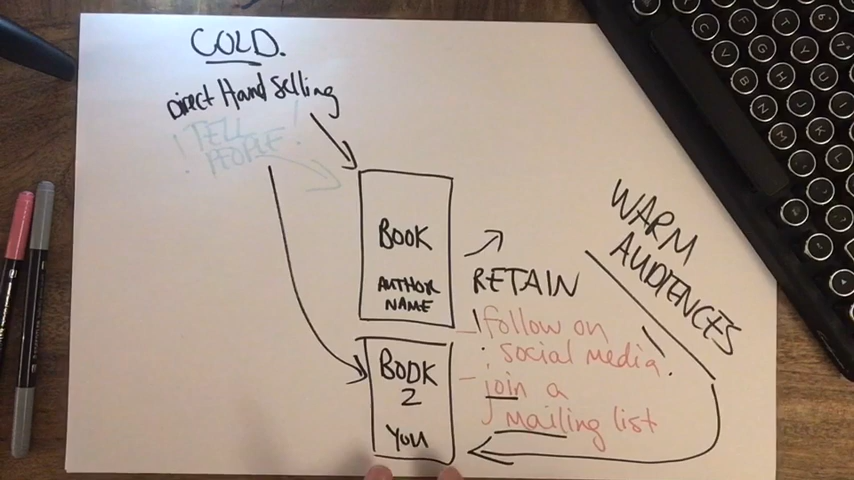 COLD.
Direct Hand Selling
! TELL !
PEOPLE.
BOOK
AUTHOR
NAME
RETAIN
follow on
social media
join a
mailing list
WARM
AUDIENCES
BOOK
2
YOU